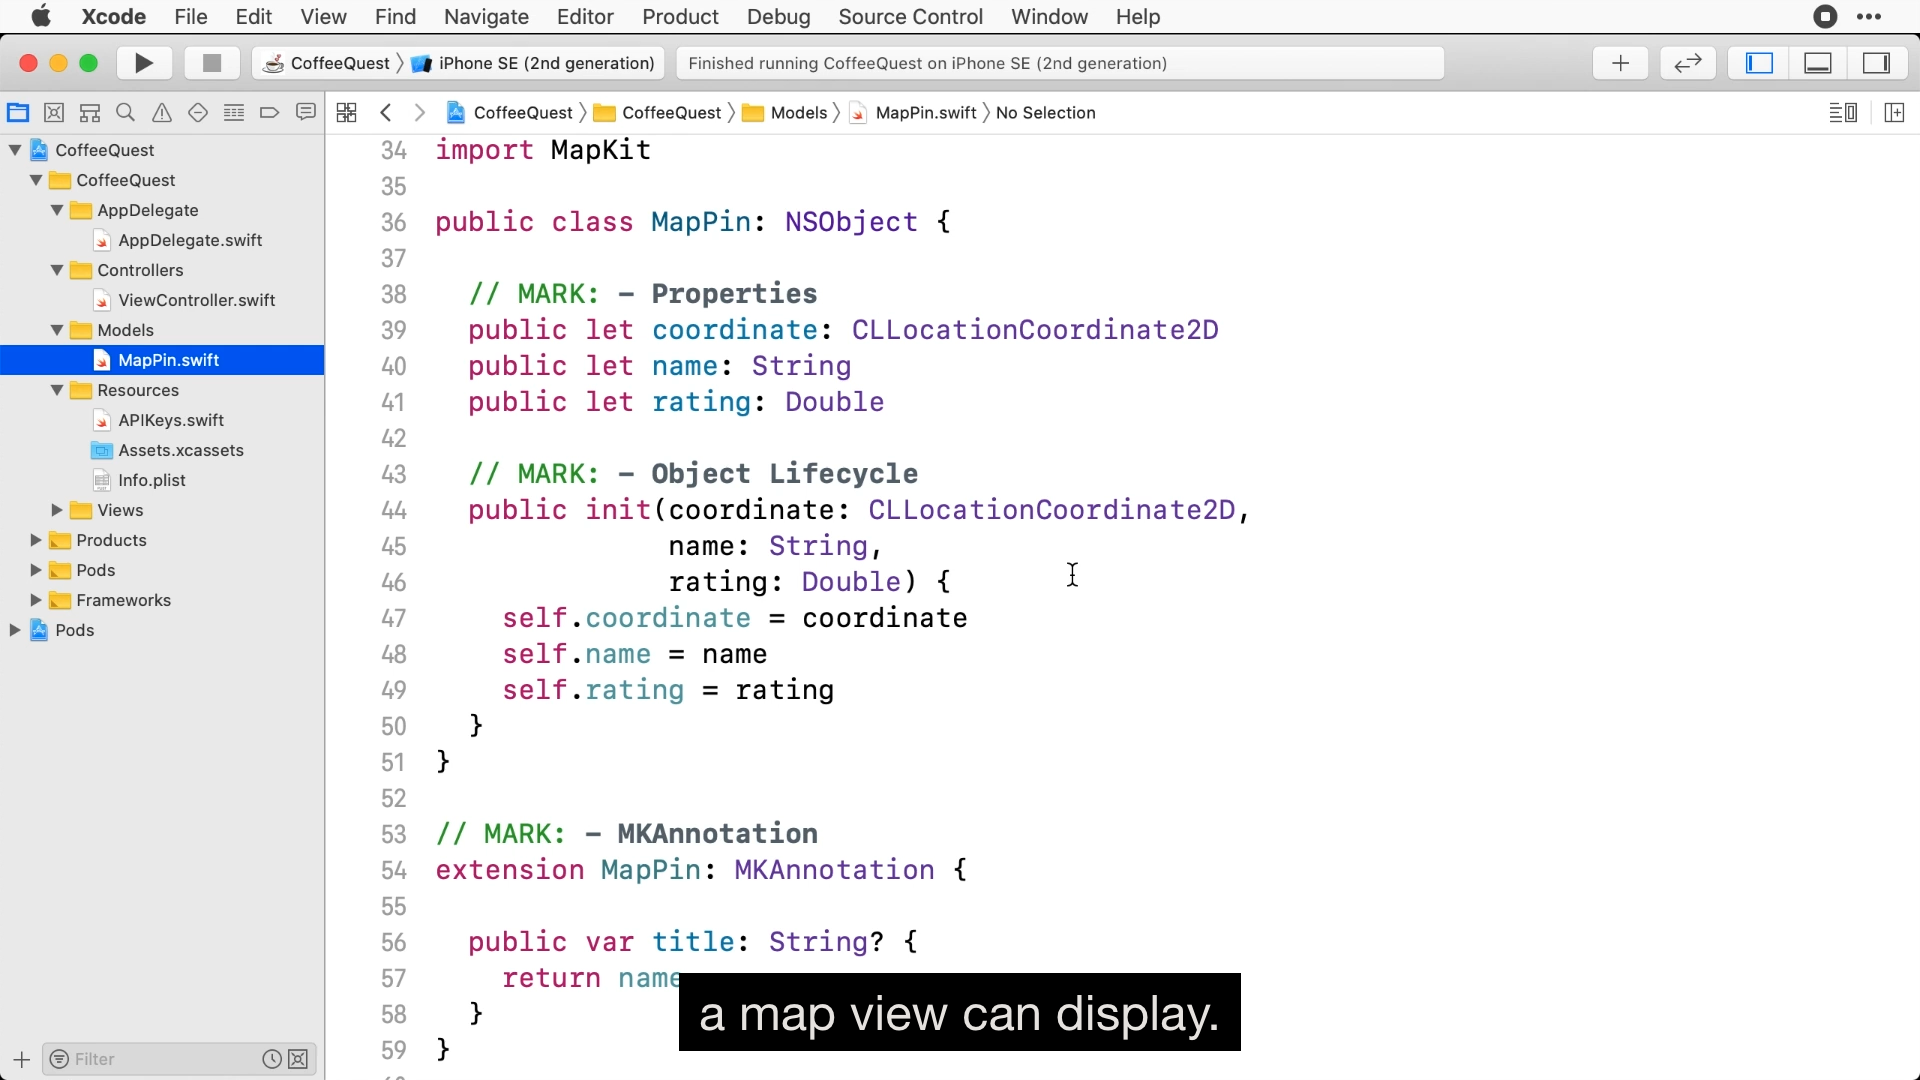 Xcode File Edit View Find Navigate Editor Product Debug Source Control Window Help
CoffeeQuest iPhone SE (2nd generation) Finished running CoffeeQuest on iPhone SE (2nd generation)
CoffeeQuest CoffeeQuest Models MapPin.swift No Selection
CoffeeQuest
CoffeeQuest
AppDelegate
AppDelegate.swift
Controllers
ViewController.swift
Models
MapPin.swift
Resources
APIKeys.swift
Assets.xcassets
Info.plist
Views
Products
Pods
Frameworks
Pods
Filter
34 import MapKit
35
36 public class MapPin: NSObject {
37
38 // MARK: - Properties
39 public let coordinate: CLLocationCoordinate2D
40 public let name: String
41 public let rating: Double
42
43 // MARK: - Object Lifecycle
44 public init(coordinate: CLLocationCoordinate2D,
45 name: String,
46 rating: Double) {
47 self.coordinate = coordinate
48 self.name = name
49 self.rating = rating
50 }
51 }
52
53 // MARK: - MKAnnotation
54 extension MapPin: MKAnnotation {
55
56 public var title: String? {
57 return name
58 }
59 }
a map view can display.